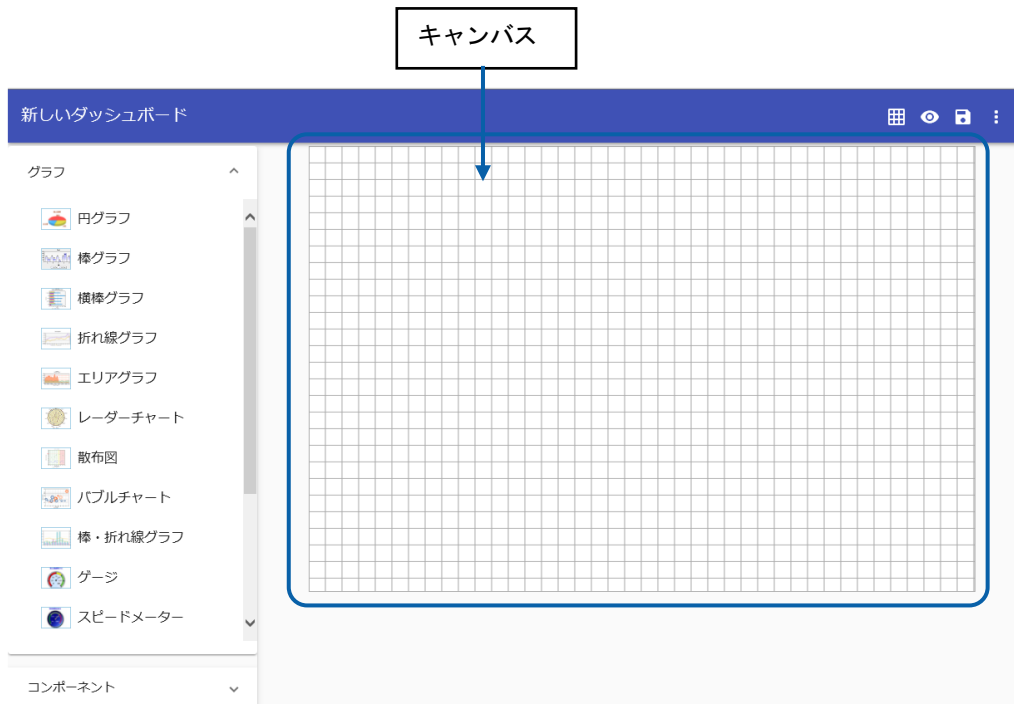 キャンバス
新しいダッシュボード
グラフ
円グラフ
棒グラフ
横棒グラフ
折れ線グラフ
エリアグラフ
レーダーチャート
散布図
バブルチャート
棒・折れ線グラフ
ゲージ
スピードメーター
コンポーネント